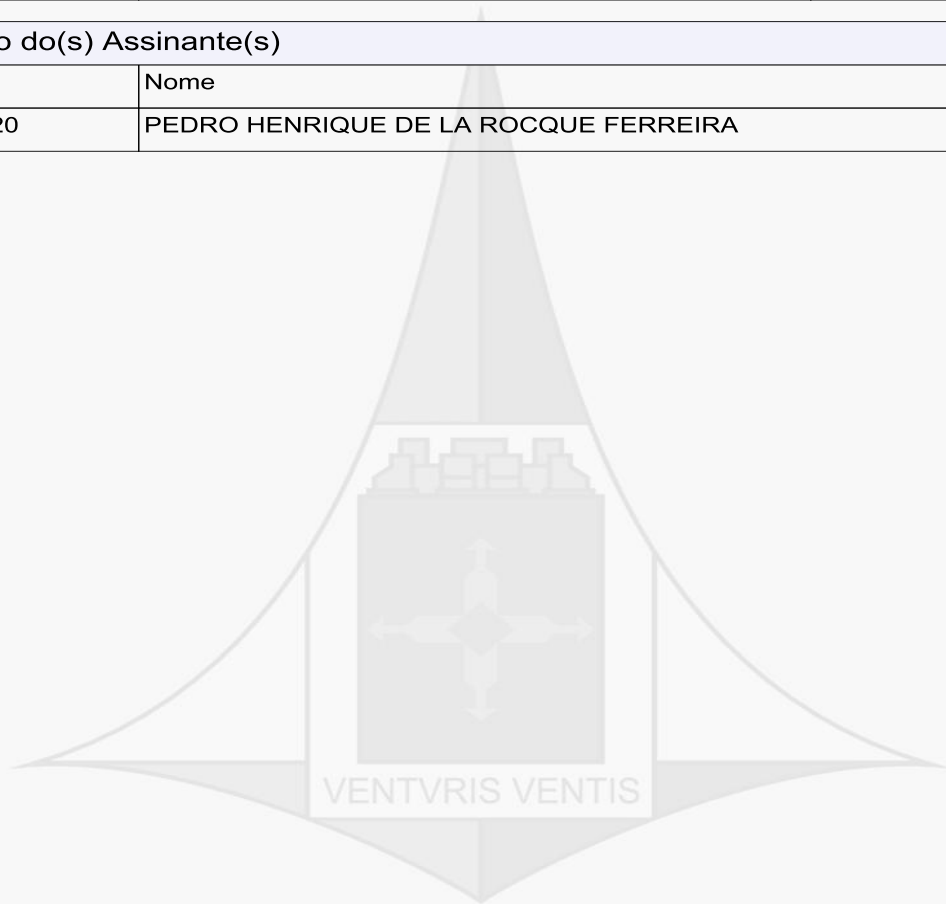 o do(s) Assinante(s)
Nome
20 PEDRO HENRIQUE DE LA ROCQUE FERREIRA
VENTVRIS VENTIS